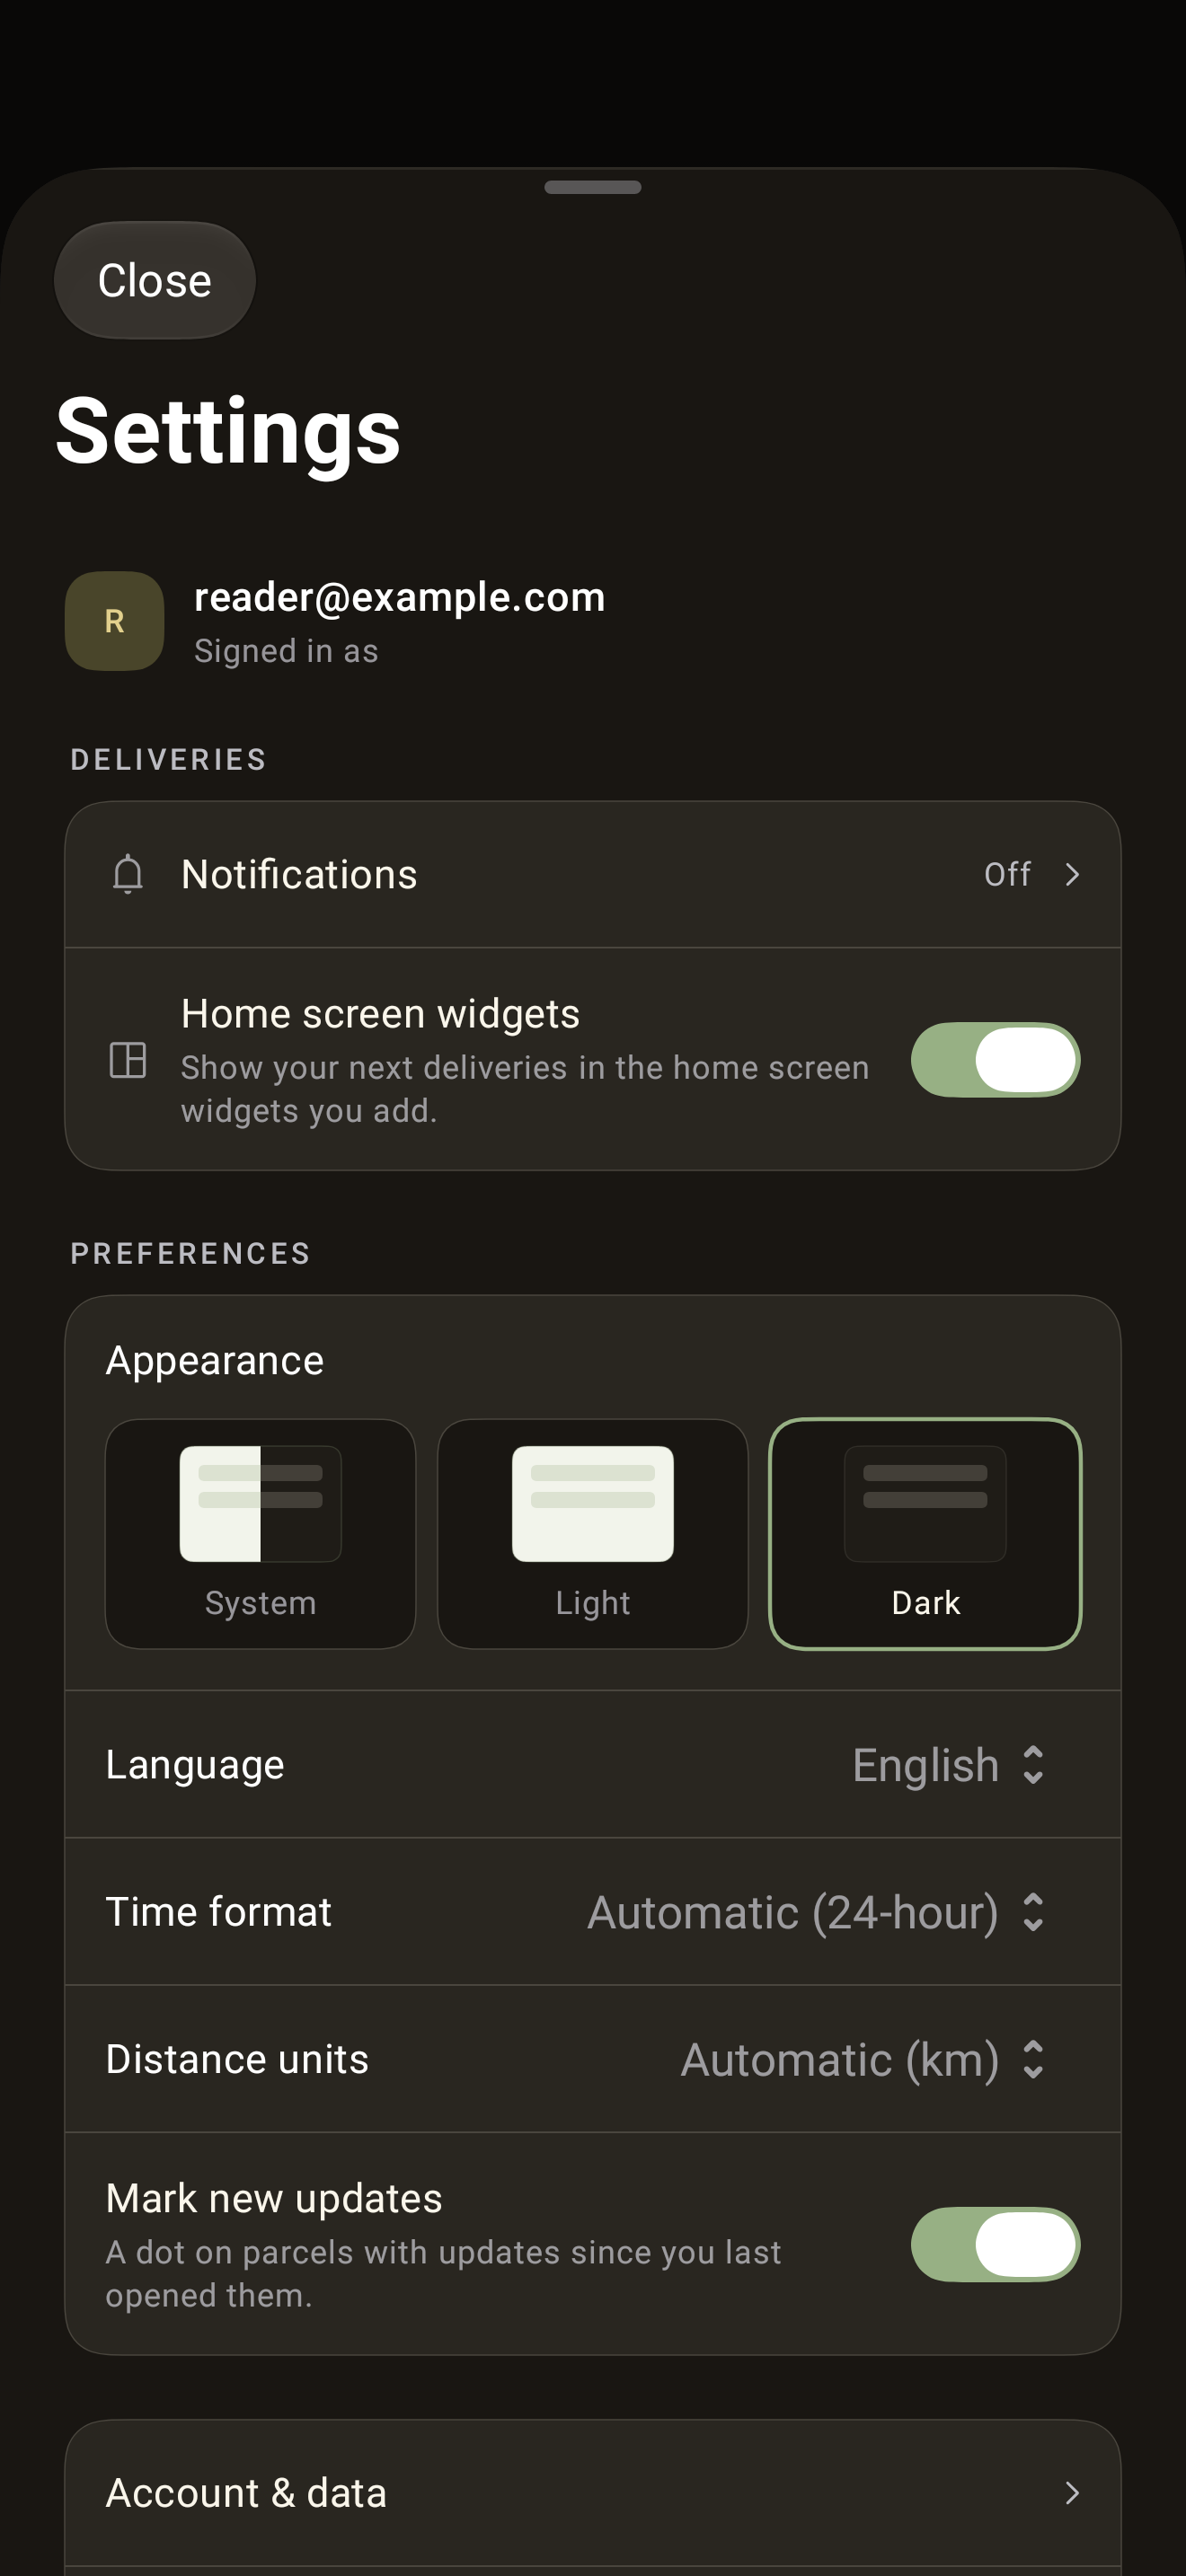 Close
Settings
R
reader@example.com
Signed in as
DELIVERIES
Notifications
Off
Home screen widgets
Show your next deliveries in the home screen
widgets you add.
PREFERENCES
Appearance
System
Light
Dark
Language
English
Time format
Automatic (24-hour)
Distance units
Automatic (km)
Mark new updates
A dot on parcels with updates since you last
opened them.
Account & data